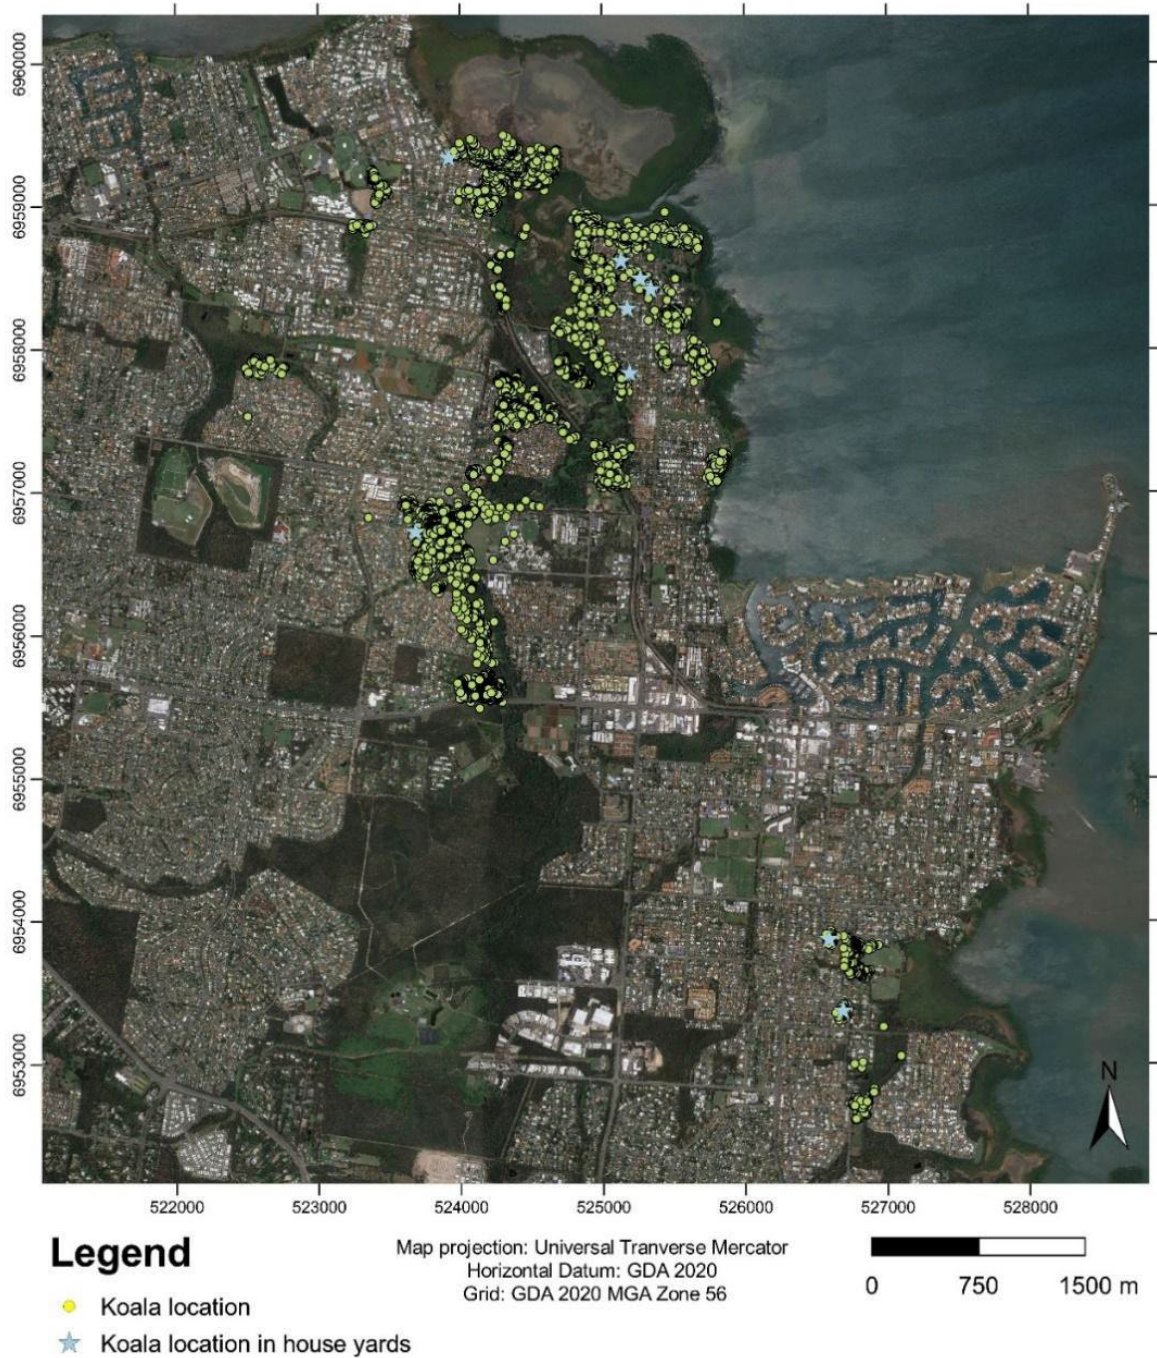 6960000
6959000
6958000
6957000
6956000
6955000
6954000
6953000
N
522000 523000 524000 525000 526000 527000 528000
Legend
Koala location
Koala location in house yards
Map projection: Universal Tranverse Mercator
Horizontal Datum: GDA 2020
Grid: GDA 2020 MGA Zone 56
0 750 1500 m